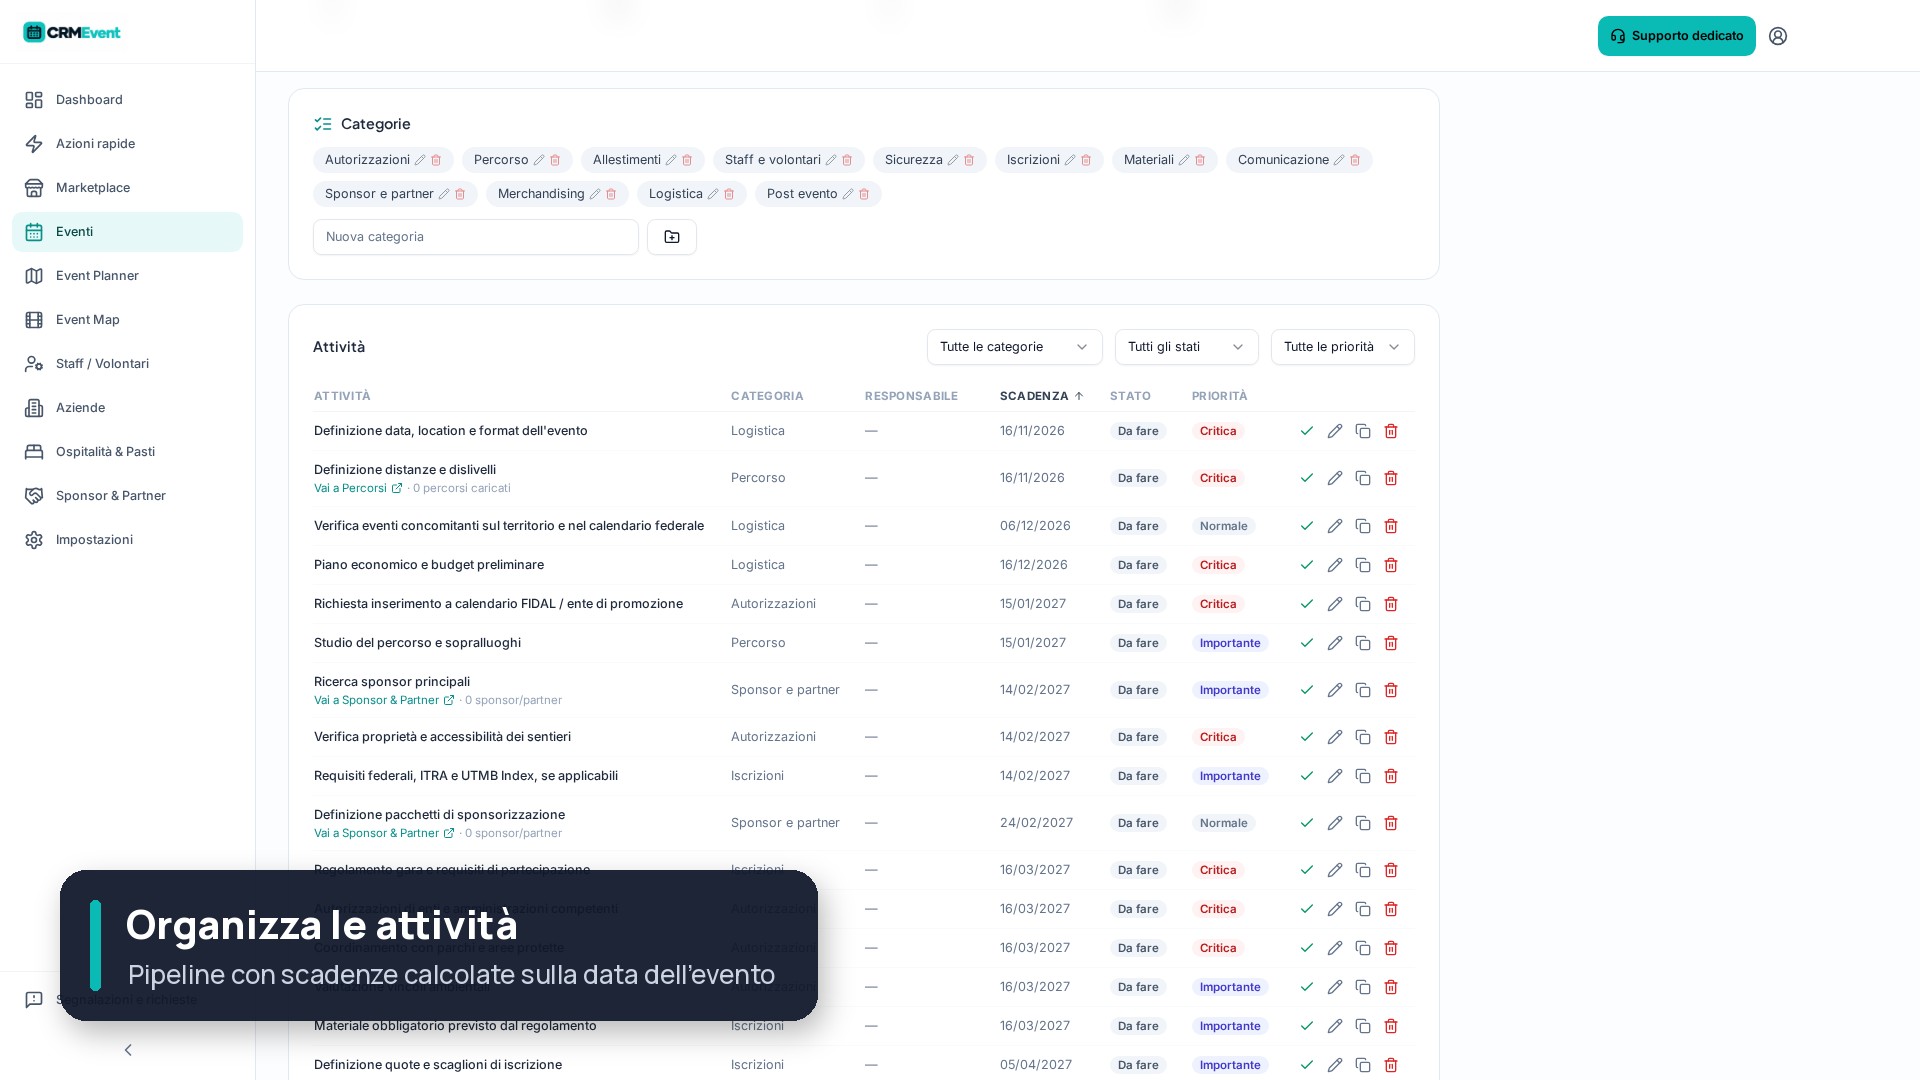 CRMEvent
Supporto dedicato
Dashboard
Azioni rapide
Marketplace
Eventi
Event Planner
Event Map
Staff / Volontari
Aziende
Ospitalità & Pasti
Sponsor & Partner
Impostazioni
Segnalazioni e richieste
Categorie
Autorizzazioni Percorso Allestimenti Staff e volontari Sicurezza Iscrizioni Materiali Comunicazione
Sponsor e partner Merchandising Logistica Post evento
Nuova categoria
Attività Tutte le categorie Tutti gli stati Tutte le priorità
ATTIVITÀ CATEGORIA RESPONSABILE SCADENZA STATO PRIORITÀ
Definizione data, location e format dell'evento Logistica — 16/11/2026 Da fare Critica
Definizione distanze e dislivelli
Vai a Percorsi · 0 percorsi caricati
Percorso — 16/11/2026 Da fare Critica
Verifica eventi concomitanti sul territorio e nel calendario federale Logistica — 06/12/2026 Da fare Normale
Piano economico e budget preliminare Logistica — 16/12/2026 Da fare Critica
Richiesta inserimento a calendario FIDAL / ente di promozione Autorizzazioni — 15/01/2027 Da fare Critica
Studio del percorso e sopralluoghi Percorso — 15/01/2027 Da fare Importante
Ricerca sponsor principali
Vai a Sponsor & Partner · 0 sponsor/partner
Sponsor e partner — 14/02/2027 Da fare Importante
Verifica proprietà e accessibilità dei sentieri Autorizzazioni — 14/02/2027 Da fare Critica
Requisiti federali, ITRA e UTMB Index, se applicabili Iscrizioni — 14/02/2027 Da fare Importante
Definizione pacchetti di sponsorizzazione
Vai a Sponsor & Partner · 0 sponsor/partner
Sponsor e partner — 24/02/2027 Da fare Normale
Regolamento gara e requisiti di partecipazione Iscrizioni — 16/03/2027 Da fare Critica
— 16/03/2027 Da fare Critica
— 16/03/2027 Da fare Critica
— 16/03/2027 Da fare Importante
Materiale obbligatorio previsto dal regolamento Iscrizioni — 16/03/2027 Da fare Importante
Definizione quote e scaglioni di iscrizione Iscrizioni — 05/04/2027 Da fare Importante
Organizza le attività
Pipeline con scadenze calcolate sulla data dell'evento